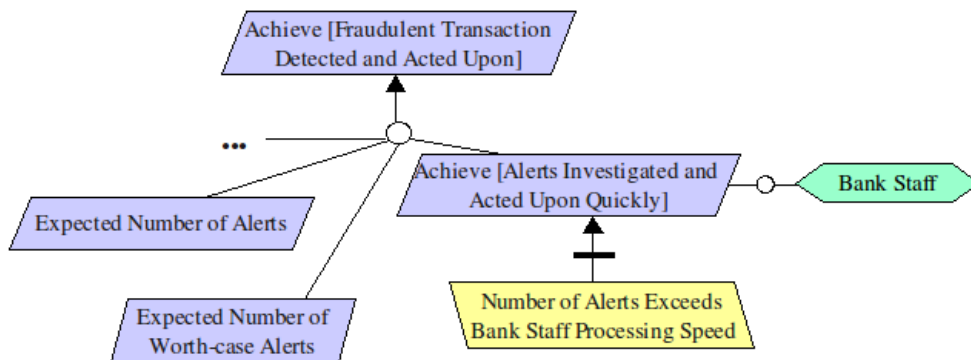 Achieve [Fraudulent Transaction
Detected and Acted Upon]
...
Achieve [Alerts Investigated and
Acted Upon Quickly]
Bank Staff
Expected Number of Alerts
Number of Alerts Exceeds
Bank Staff Processing Speed
Expected Number of
Worth-case Alerts